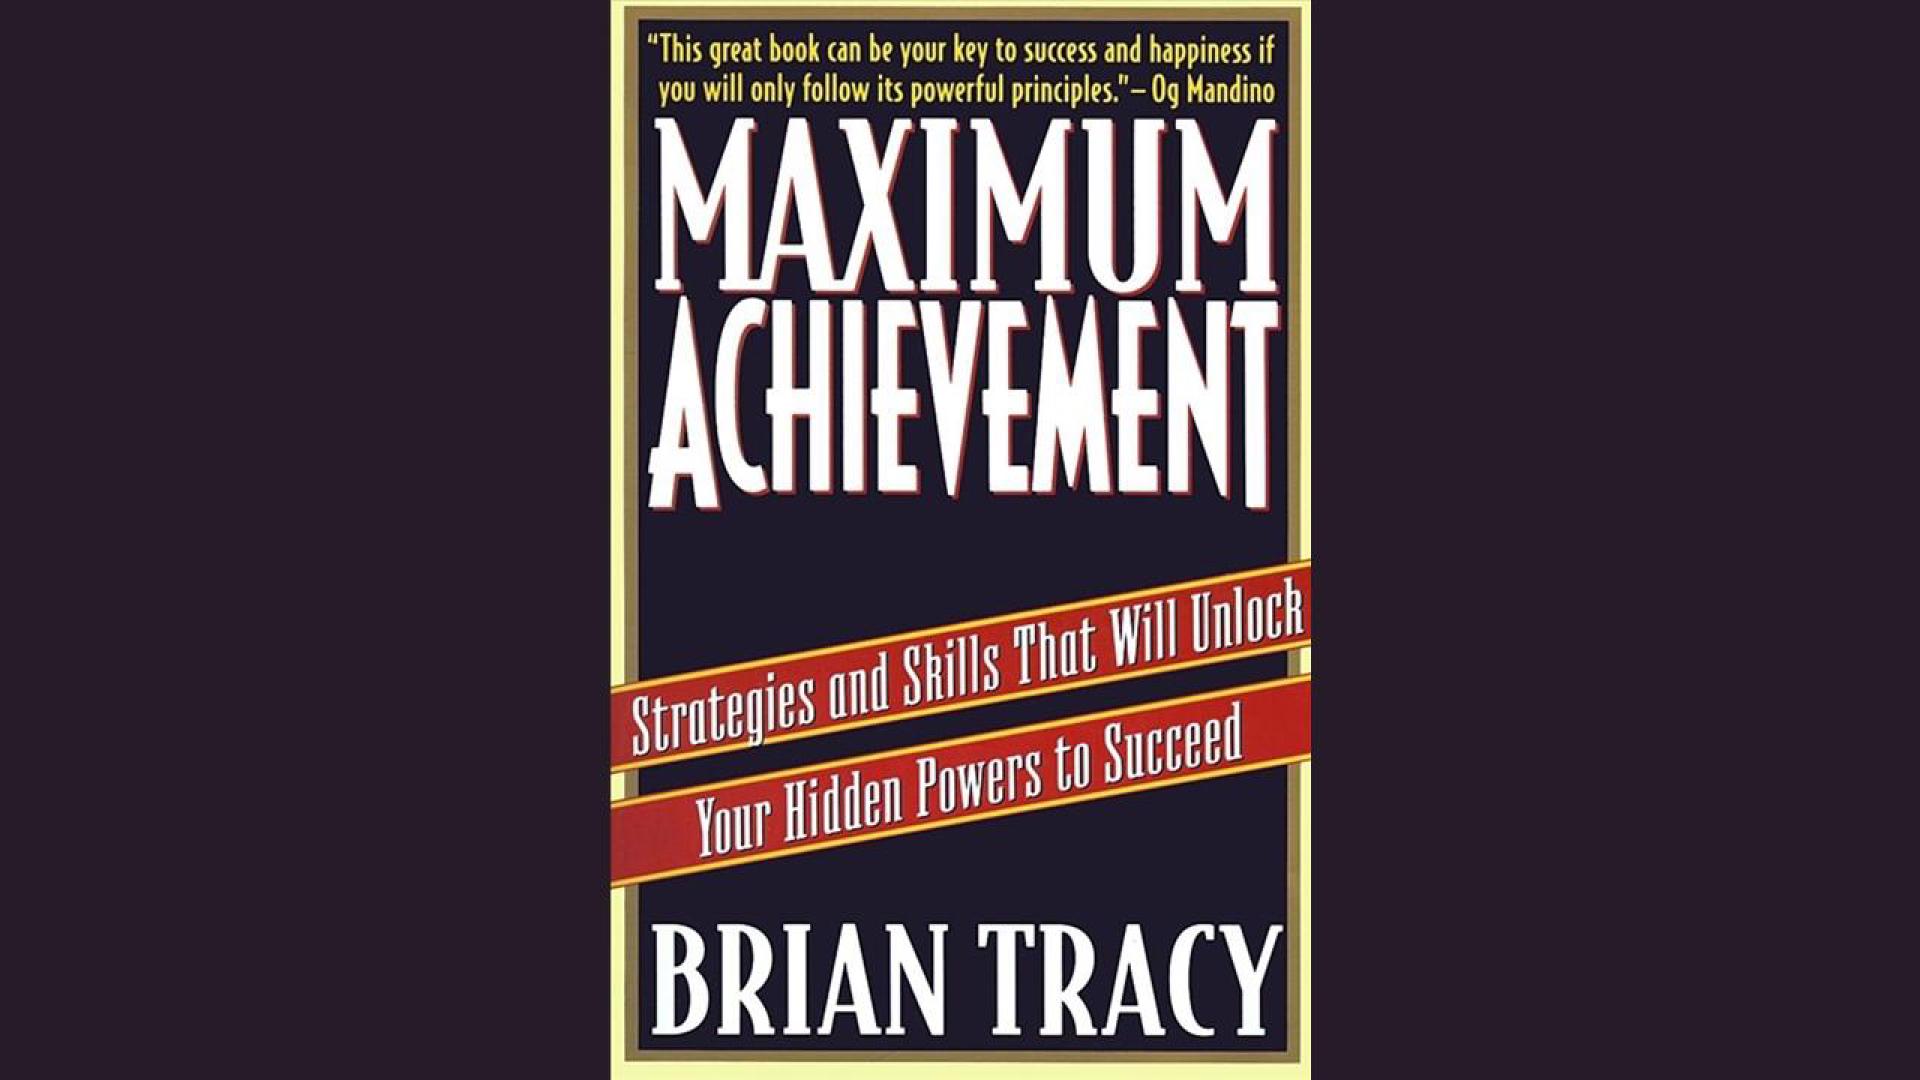 “This great book can be your key to success and happiness if
you will only follow its powerful principles.” – Og Mandino
MAXIMUM
ACHIEVEMENT
Strategies and Skills That Will Unlock
Your Hidden Powers to Succeed
BRIAN TRACY